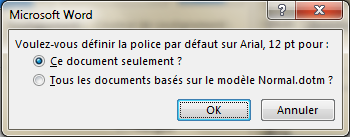 Microsoft Word
Voulez-vous définir la police par défaut sur Arial, 12 pt pour :
Ce document seulement ?
Tous les documents basés sur le modèle Normal.dotm ?
OK
Annuler